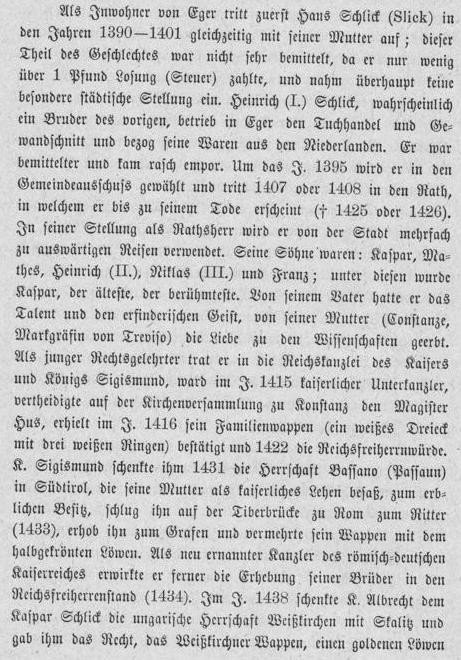 Als Inwohner von Eger tritt zuerst Hans Schlick (Slick) in
den Jahren 1390—1401 gleichzeitig mit seiner Mutter auf; dieser
Theil des Geschlechtes war nicht sehr bemittelt, da er nur wenig
über 1 Pfund Losung (Steuer) zahlte, und nahm überhaupt keine
besondere städtische Stellung ein. Heinrich (I.) Schlick, wahrscheinlich
ein Bruder des vorigen, betrieb in Eger den Tuchhandel und Ge-
wandschnitt und bezog seine Waren aus den Niederlanden. Er war
bemittelter und kam rasch empor. Um das J. 1395 wird er in den
Gemeindeausschuss gewählt und tritt 1407 oder 1408 in den Rath,
in welchem er bis zu seinem Tode erscheint († 1425 oder 1426).
In seiner Stellung als Rathsherr wird er von der Stadt mehrfach
zu auswärtigen Reisen verwendet. Seine Söhne waren: Kaspar, Ma-
thes, Heinrich (II.), Niklas (III.) und Franz; unter diesen wurde
Kaspar, der älteste, der berühmteste. Von seinem Vater hatte er das
Talent und den erfinderischen Geist, von seiner Mutter (Constanze,
Markgräfin von Treviso) die Liebe zu den Wissenschaften geerbt.
Als junger Rechtsgelehrter trat er in die Reichskanzlei des Kaisers
und Königs Sigismund, ward im J. 1415 kaiserlicher Unterkanzler,
vertheidigte auf der Kirchenversammlung zu Konstanz den Magister
Hus, erhielt im J. 1416 sein Familienwappen (ein weißes Dreieck
mit drei weißen Ringen) bestätigt und 1422 die Reichsfreiherrnwürde.
K. Sigismund schenkte ihm 1431 die Herrschaft Bassano (Passaun)
in Südtirol, die seine Mutter als kaiserliches Lehen besaß, zum erb-
lichen Besitz, schlug ihn auf der Tiberbrücke zu Rom zum Ritter
(1433), erhob ihn zum Grafen und vermehrte sein Wappen mit dem
halbgekrönten Löwen. Als neu ernannter Kanzler des römisch-deutschen
Kaiserreiches erwirkte er ferner die Erhebung seiner Brüder in den
Reichsfreiherrenstand (1434). Im J. 1438 schenkte K. Albrecht dem
Kaspar Schlick die ungarische Herrschaft Weißkirchen mit Skalitz und
gab ihm das Recht, das Weißkirchner Wappen, einen goldenen Löwen